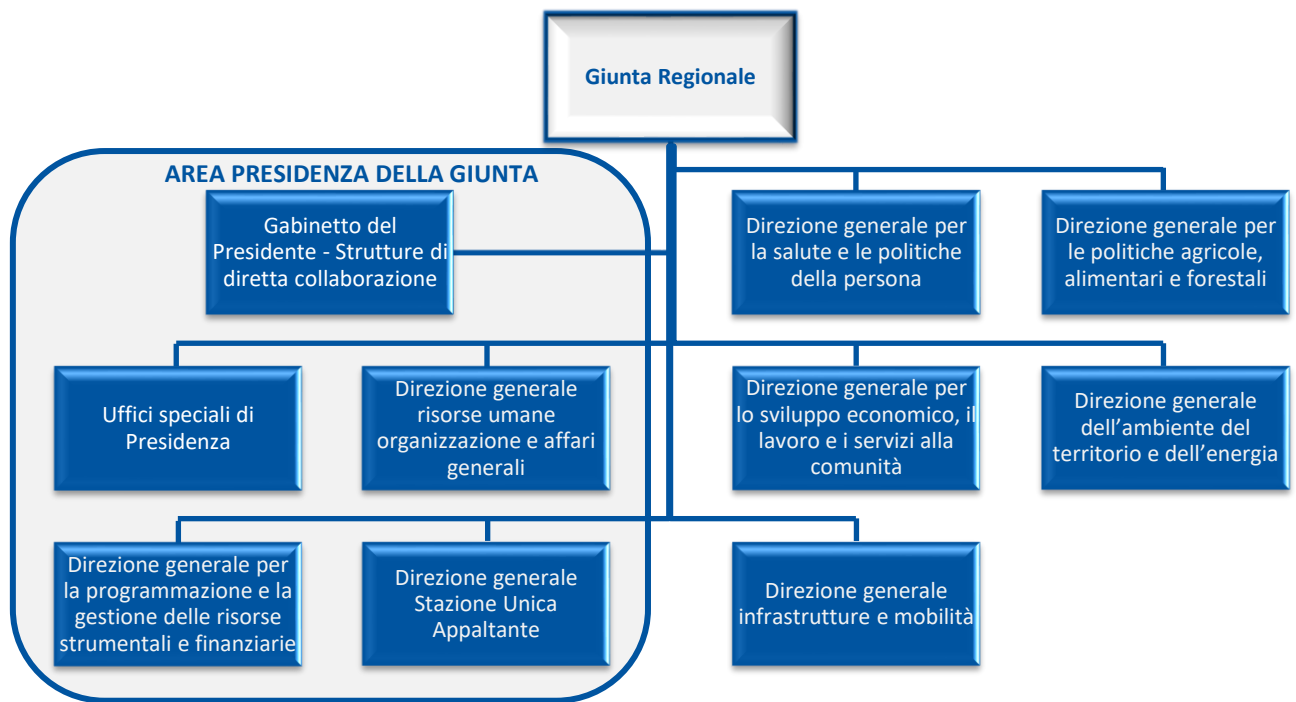 Giunta Regionale
AREA PRESIDENZA DELLA GIUNTA
Gabinetto del
Presidente - Strutture di
diretta collaborazione
Direzione generale per
la salute e le politiche
della persona
Direzione generale per
le politiche agricole,
alimentari e forestali
Uffici speciali di
Presidenza
Direzione generale
risorse umane
organizzazione e affari
generali
Direzione generale per
lo sviluppo economico, il
lavoro e i servizi alla
comunità
Direzione generale
dell’ambiente del
territorio e dell’energia
Direzione generale per
la programmazione e la
gestione delle risorse
strumentali e finanziarie
Direzione generale
Stazione Unica
Appaltante
Direzione generale
infrastrutture e mobilità